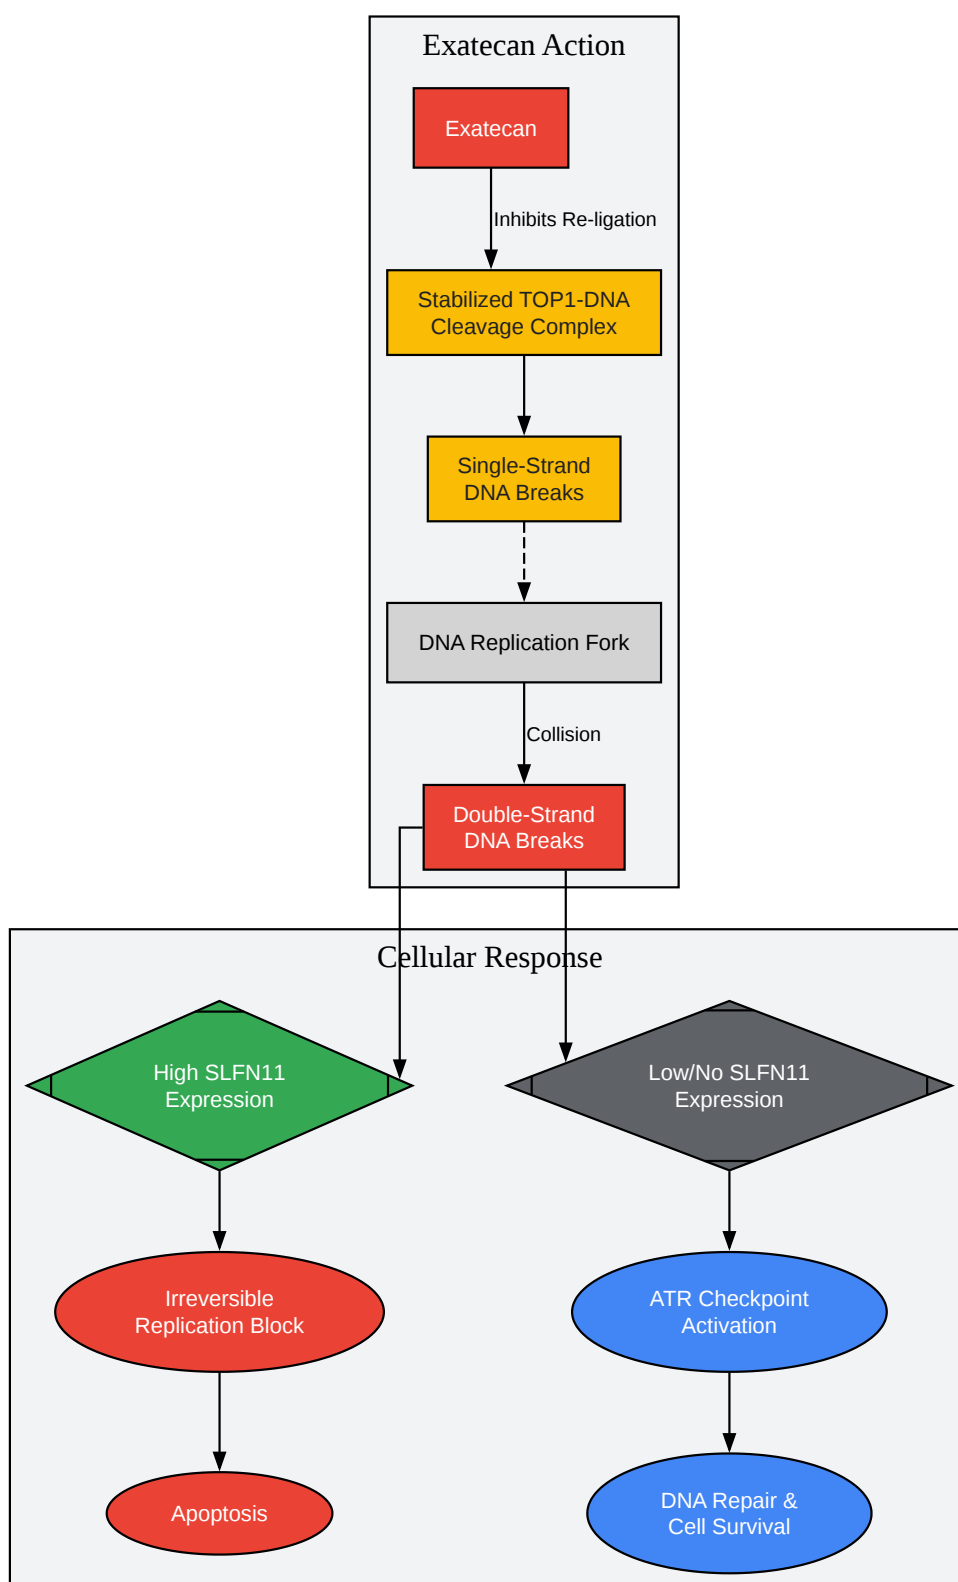 Exatecan Action
Exatecan
Inhibits Re-ligation
Stabilized TOP1-DNA
Cleavage Complex
Single-Strand
DNA Breaks
DNA Replication Fork
Collision
Double-Strand
DNA Breaks
Cellular Response
High SLFN11
Expression
Low/No SLFN11
Expression
Irreversible
Replication Block
ATR Checkpoint
Activation
Apoptosis
DNA Repair &
Cell Survival